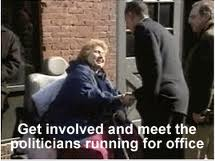 Get involved and meet the
politicians running for office